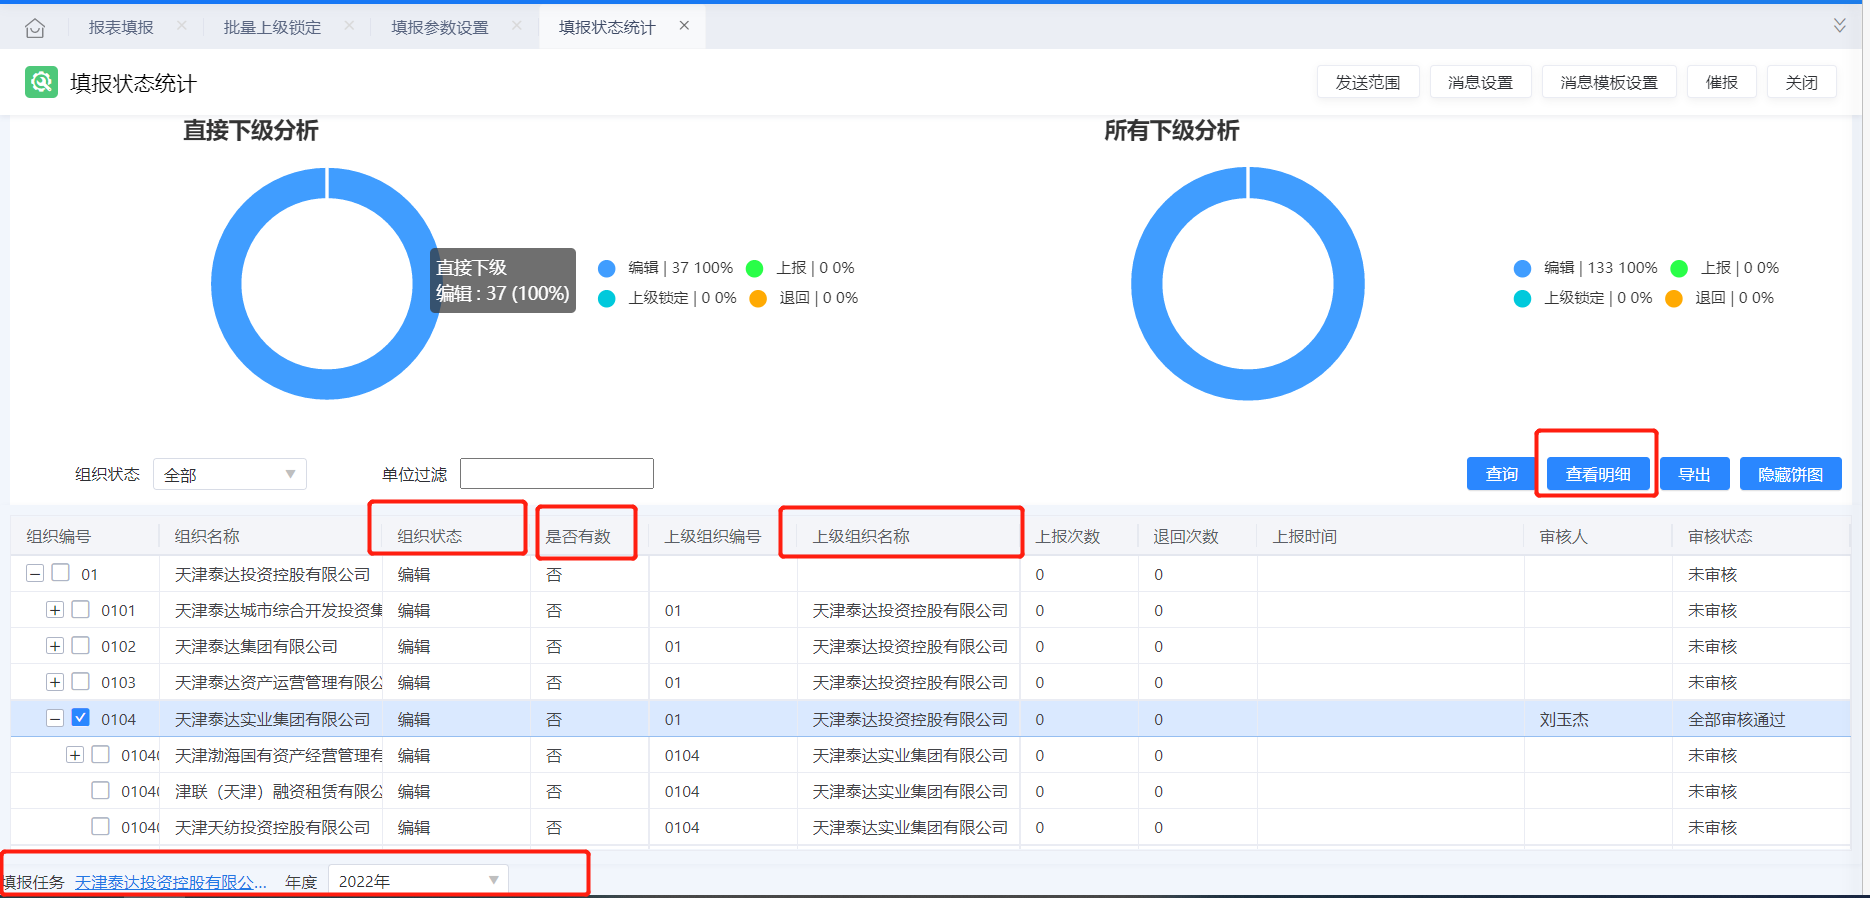 报表填报 批量上级锁定 填报参数设置 填报状态统计
填报状态统计 发送范围 消息设置 消息模板设置 催报 关闭
直接下级分析 所有下级分析
直接下级
编辑 : 37 (100%)
编辑 | 37 100% 上报 | 0 0%
上级锁定 | 0 0% 退回 | 0 0%
编辑 | 133 100% 上报 | 0 0%
上级锁定 | 0 0% 退回 | 0 0%
组织状态 全部 单位过滤 查询 查看明细 导出 隐藏饼图
组织编号 组织名称 组织状态 是否有数 上级组织编号 上级组织名称 上报次数 退回次数 上报时间 审核人 审核状态
01 天津泰达投资控股有限公司 编辑 否 0 0 未审核
0101 天津泰达城市综合开发投资集 编辑 否 01 天津泰达投资控股有限公司 0 0 未审核
0102 天津泰达集团有限公司 编辑 否 01 天津泰达投资控股有限公司 0 0 未审核
0103 天津泰达资产运营管理有限公 编辑 否 01 天津泰达投资控股有限公司 0 0 未审核
0104 天津泰达实业集团有限公司 编辑 否 01 天津泰达投资控股有限公司 0 0 刘玉杰 全部审核通过
0104 天津渤海国有资产经营管理有 编辑 否 0104 天津泰达实业集团有限公司 0 0 未审核
0104 津联（天津）融资租赁有限公 编辑 否 0104 天津泰达实业集团有限公司 0 0 未审核
0104 天津天纺投资控股有限公司 编辑 否 0104 天津泰达实业集团有限公司 0 0 未审核
填报任务 天津泰达投资控股有限公... 年度 2022年